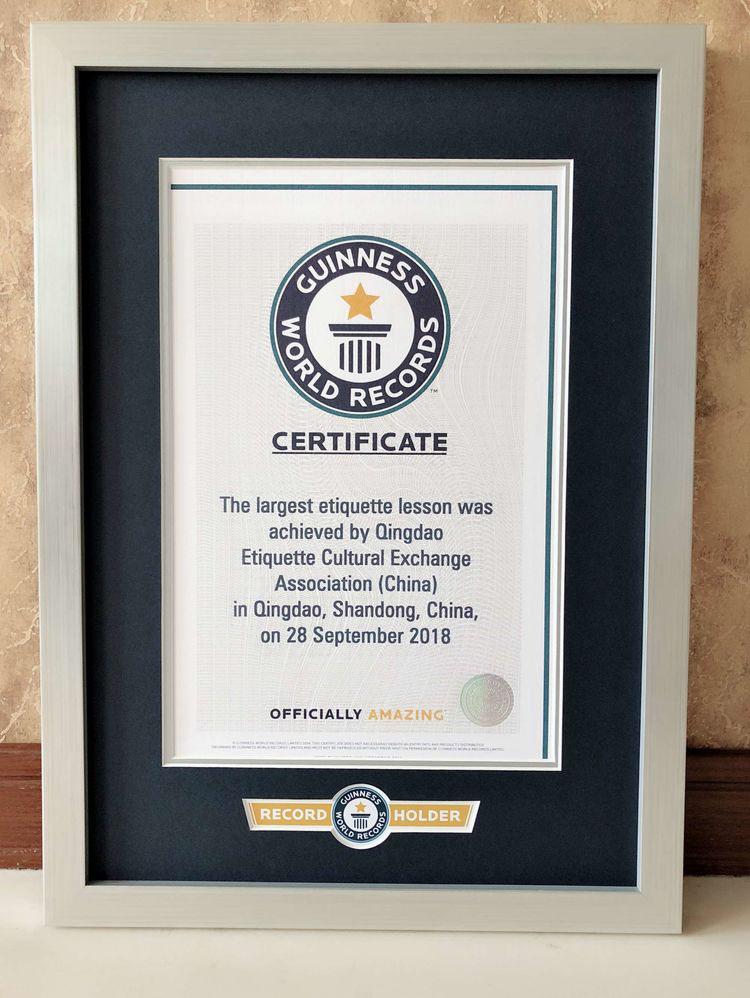 GUINNESS
WORLD RECORDS
TM
CERTIFICATE
The largest etiquette lesson was
achieved by Qingdao
Etiquette Cultural Exchange
Association (China)
in Qingdao, Shandong, China,
on 28 September 2018
OFFICIALLY AMAZING
RECORD HOLDER
GUINNESS
WORLD RECORDS